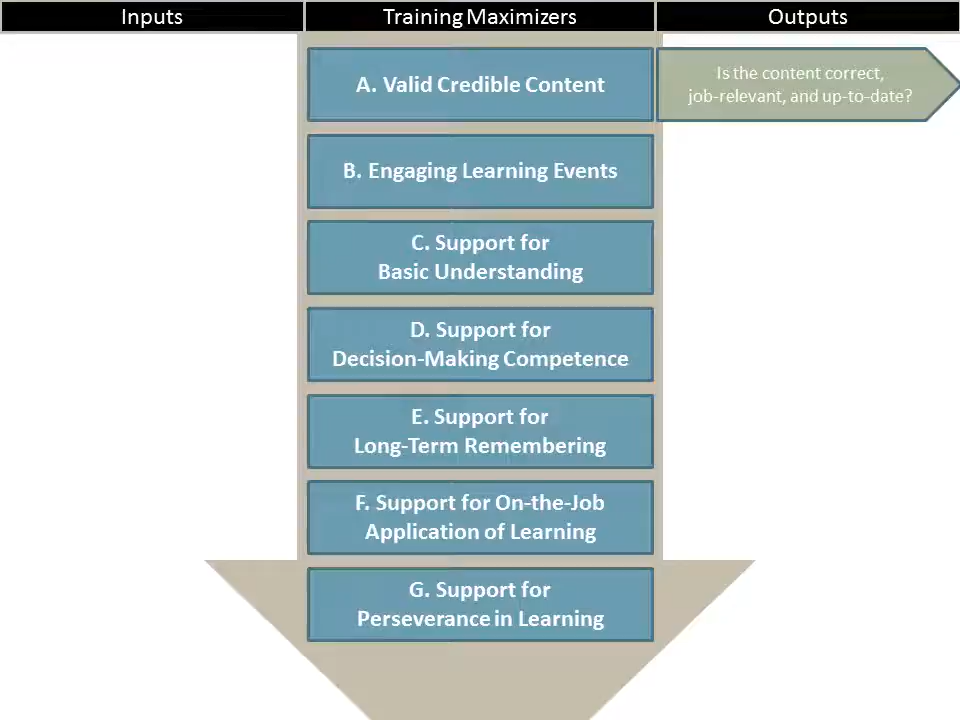 Inputs
Training Maximizers
Outputs
A. Valid Credible Content
Is the content correct,
job-relevant, and up-to-date?
B. Engaging Learning Events
C. Support for
Basic Understanding
D. Support for
Decision-Making Competence
E. Support for
Long-Term Remembering
F. Support for On-the-Job
Application of Learning
G. Support for
Perseverance in Learning